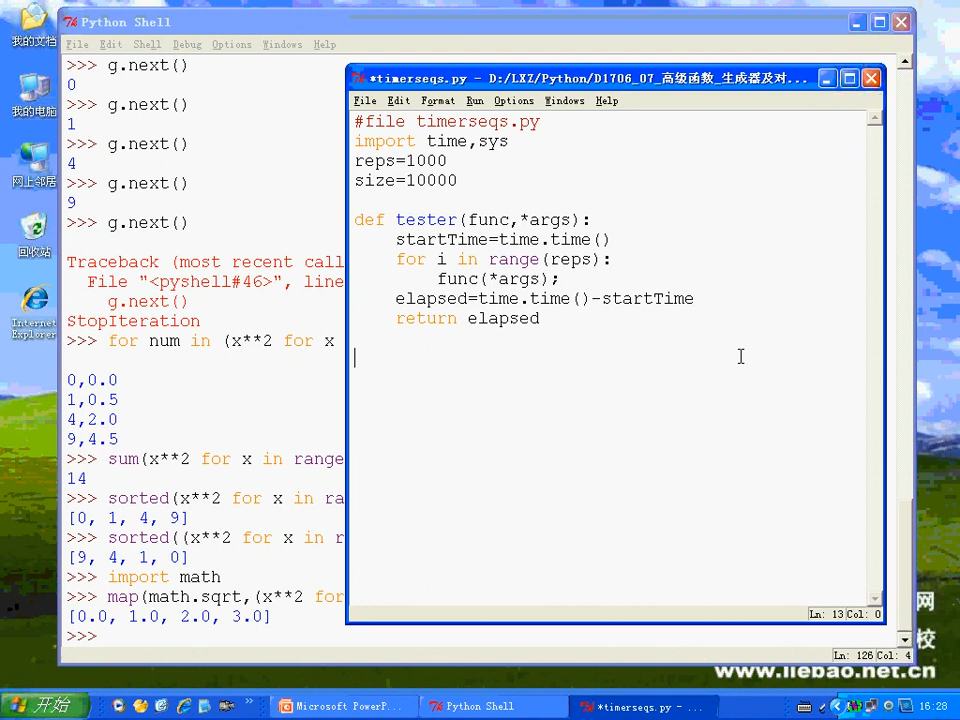 我的文档
我的电脑
网上邻居
回收站
Internet
Explorer
Python Shell
File Edit Shell Debug Options Windows Help
>>> g.next()
0
>>> g.next()
1
>>> g.next()
4
>>> g.next()
9
>>> g.next()
Traceback (most recent call
File "<pyshell#46>", line
g.next()
StopIteration
>>> for num in (x**2 for x
0,0.0
1,0.5
4,2.0
9,4.5
>>> sum(x**2 for x in range
14
>>> sorted(x**2 for x in ra
[0, 1, 4, 9]
>>> sorted((x**2 for x in r
[9, 4, 1, 0]
>>> import math
>>> map(math.sqrt,(x**2 for
[0.0, 1.0, 2.0, 3.0]
>>>
Ln: 126 Col: 4
*timerseqs.py - D:/LXZ/Python/D1706_07_高级函数_生成器及对...
File Edit Format Run Options Windows Help
#file timerseqs.py
import time,sys
reps=1000
size=10000
def tester(func,*args):
startTime=time.time()
for i in range(reps):
func(*args);
elapsed=time.time()-startTime
return elapsed
Ln: 13 Col: 0
网
校
www.liebao.net.cn
开始
Microsoft PowerP...
Python Shell
*timerseqs.py - ...
16:28